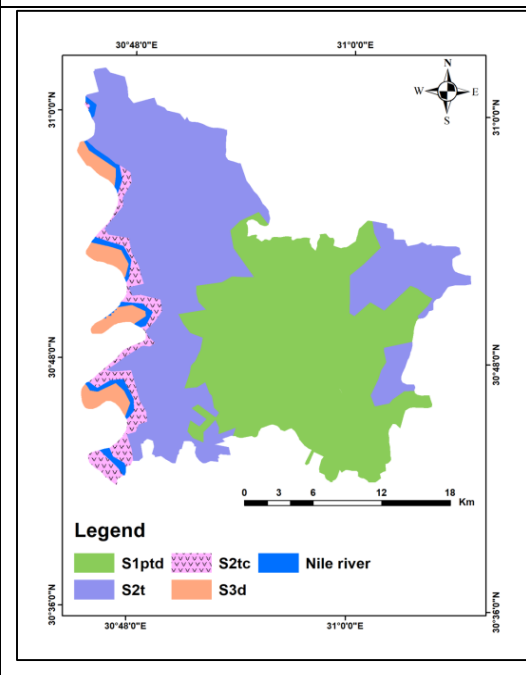 30°48'0"E 31°0'0"E
N
W E
S
31°0'0"N 31°0'0"N
30°48'0"N 30°48'0"N
0 3 6 12 18
Km
Legend
S1ptd S2tc Nile river
S2t S3d
30°36'0"N 30°36'0"N
30°48'0"E 31°0'0"E